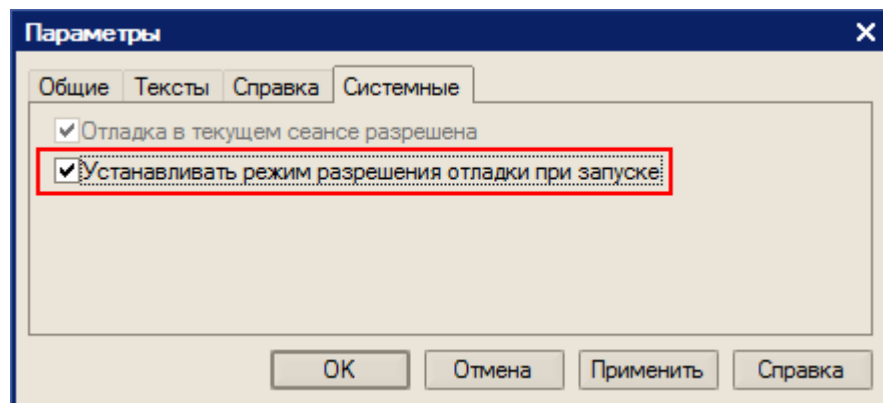 Параметры
Общие Тексты Справка Системные
Отладка в текущем сеансе разрешена
Устанавливать режим разрешения отладки при запуске
OK Отмена Применить Справка